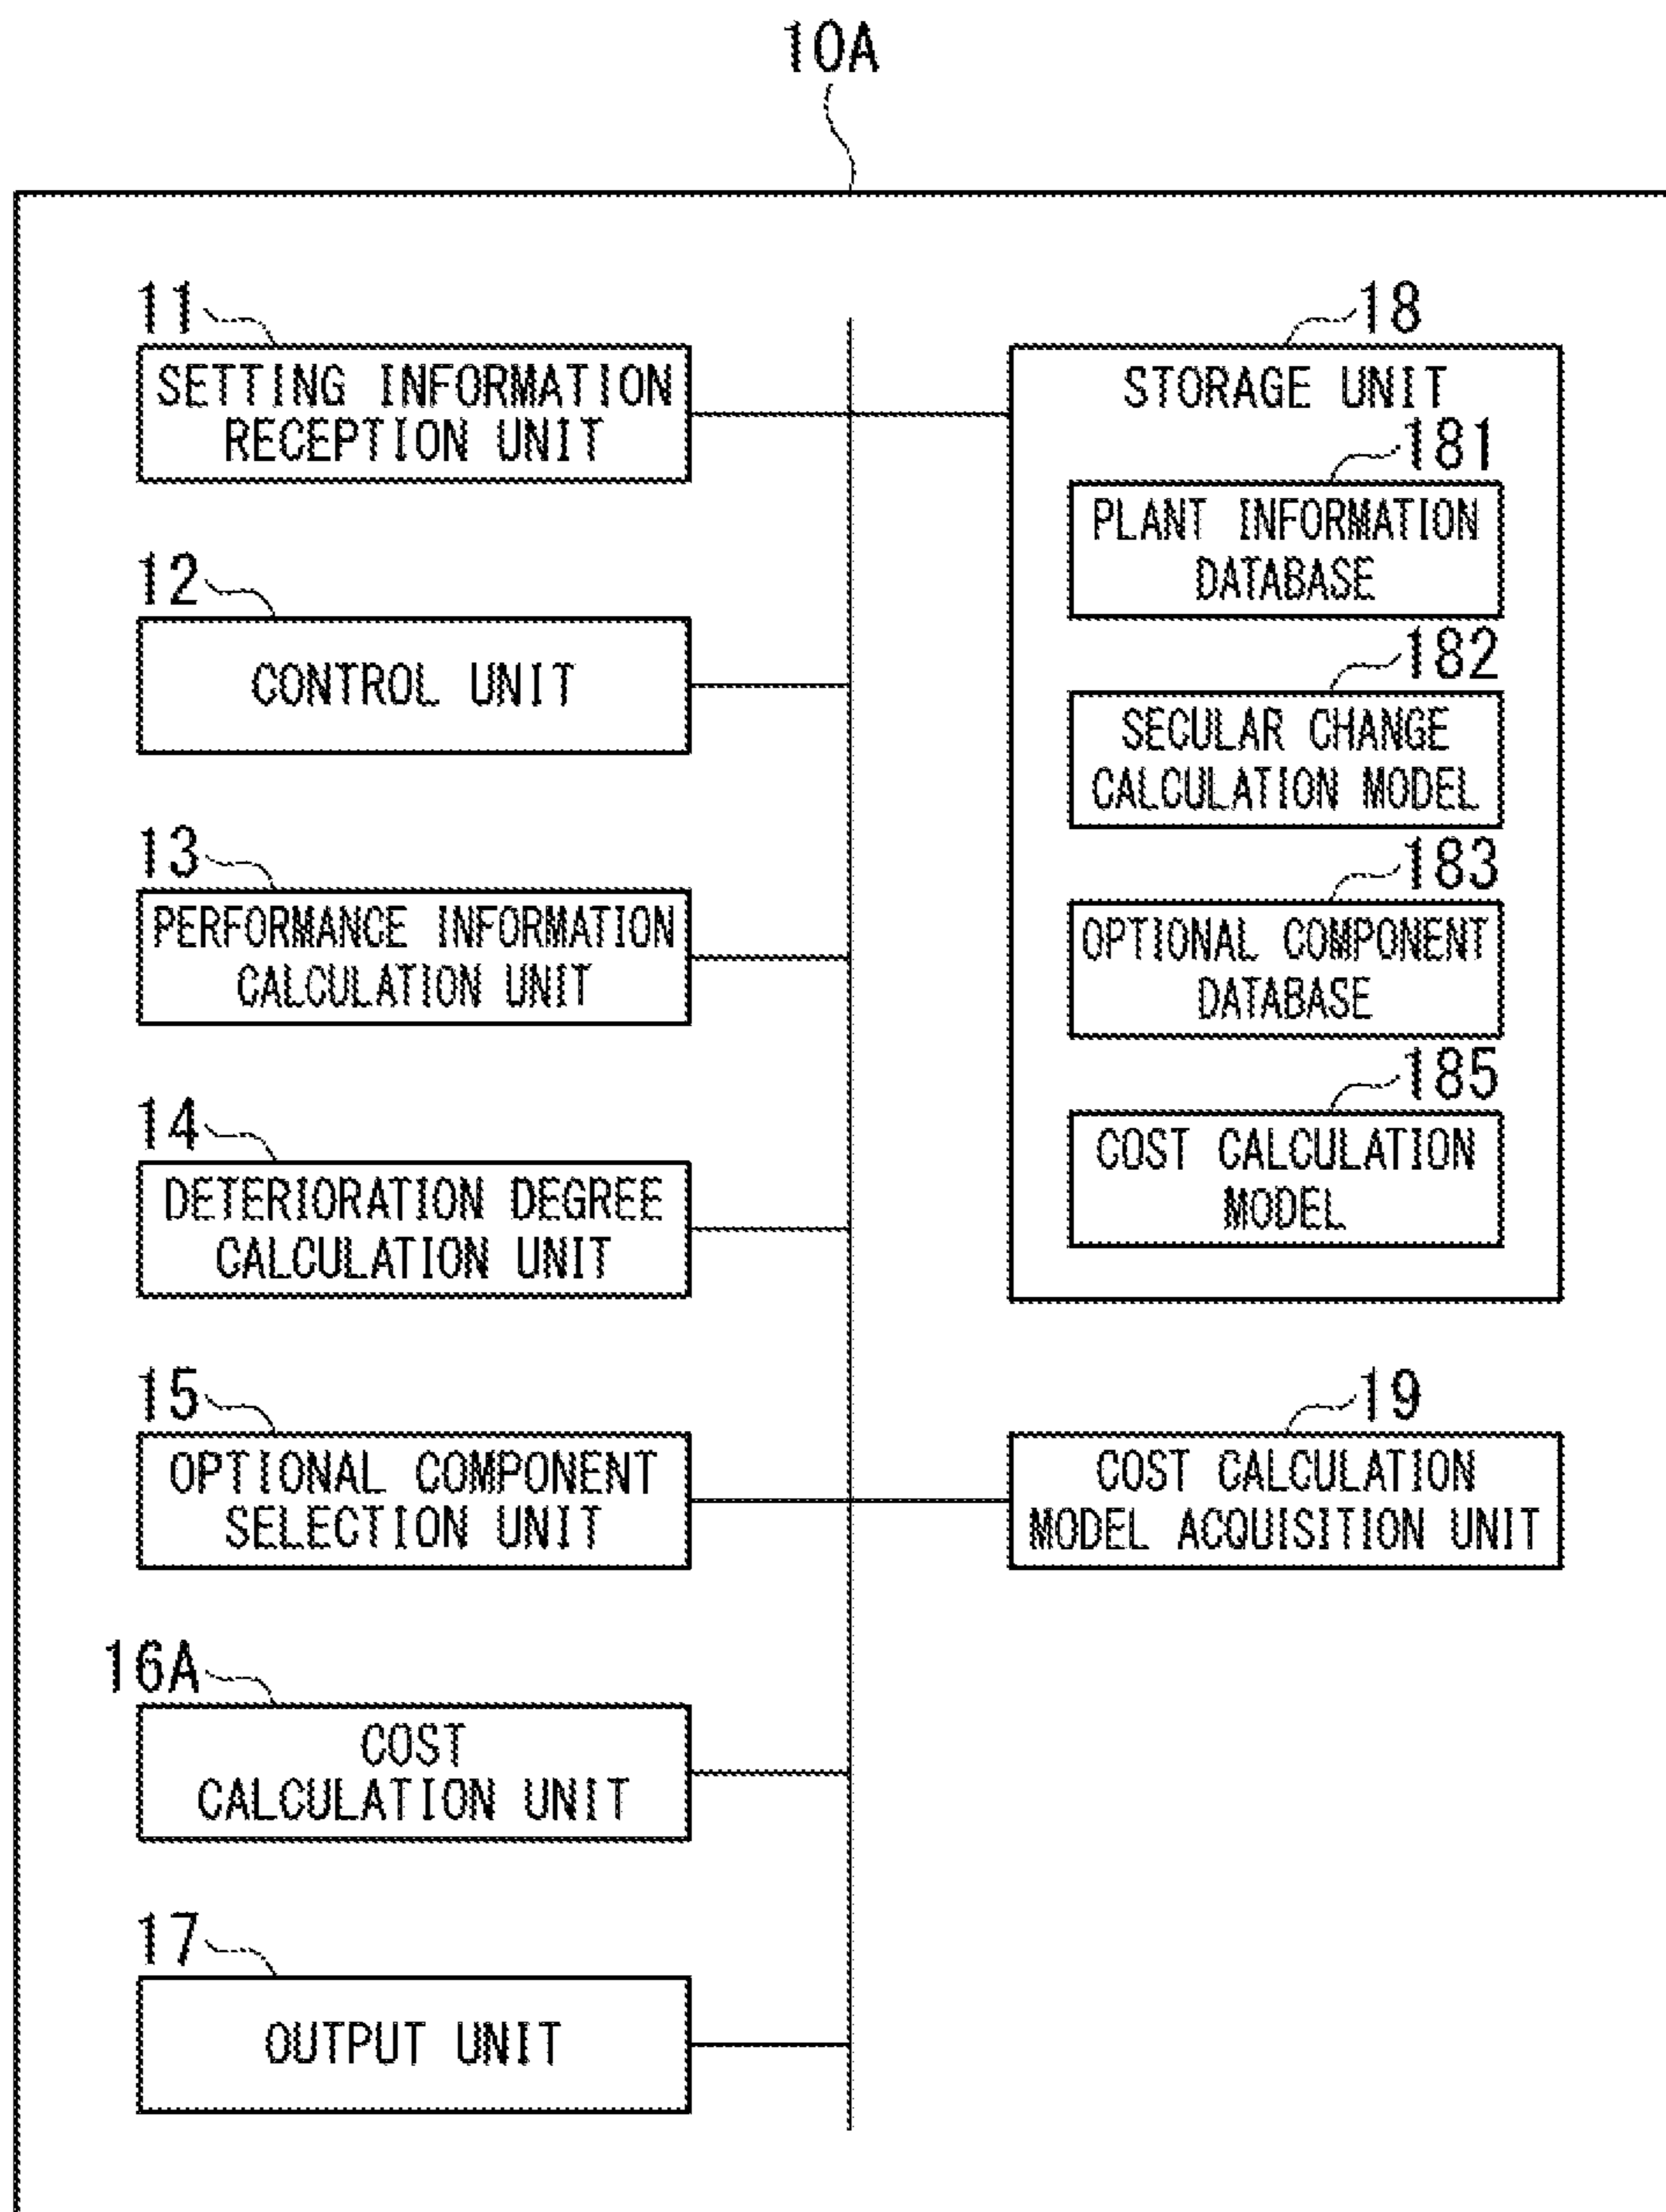 10A
11
SETTING INFORMATION
RECEPTION UNIT
12
CONTROL UNIT
13
PERFORMANCE INFORMATION
CALCULATION UNIT
14
DETERIORATION DEGREE
CALCULATION UNIT
15
OPTIONAL COMPONENT
SELECTION UNIT
16A
COST
CALCULATION UNIT
17
OUTPUT UNIT
18
STORAGE UNIT
181
PLANT INFORMATION
DATABASE
182
SECULAR CHANGE
CALCULATION MODEL
183
OPTIONAL COMPONENT
DATABASE
185
COST CALCULATION
MODEL
19
COST CALCULATION
MODEL ACQUISITION UNIT